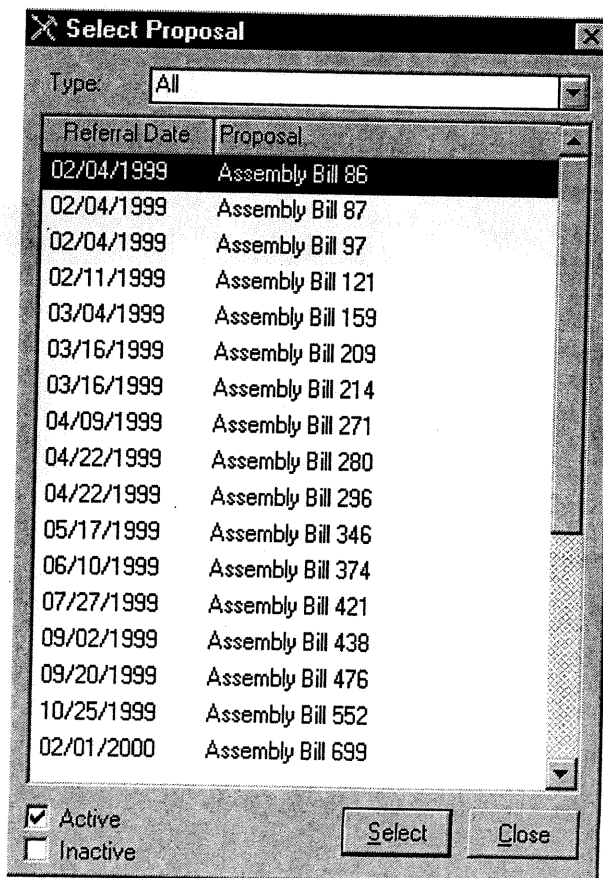 Select Proposal
Type: All
Referral Date Proposal
02/04/1999 Assembly Bill 86
02/04/1999 Assembly Bill 87
02/04/1999 Assembly Bill 97
02/11/1999 Assembly Bill 121
03/04/1999 Assembly Bill 159
03/16/1999 Assembly Bill 209
03/16/1999 Assembly Bill 214
04/09/1999 Assembly Bill 271
04/22/1999 Assembly Bill 280
04/22/1999 Assembly Bill 296
05/17/1999 Assembly Bill 346
06/10/1999 Assembly Bill 374
07/27/1999 Assembly Bill 421
09/02/1999 Assembly Bill 438
09/20/1999 Assembly Bill 476
10/25/1999 Assembly Bill 552
02/01/2000 Assembly Bill 699
Active
Inactive
Select Close